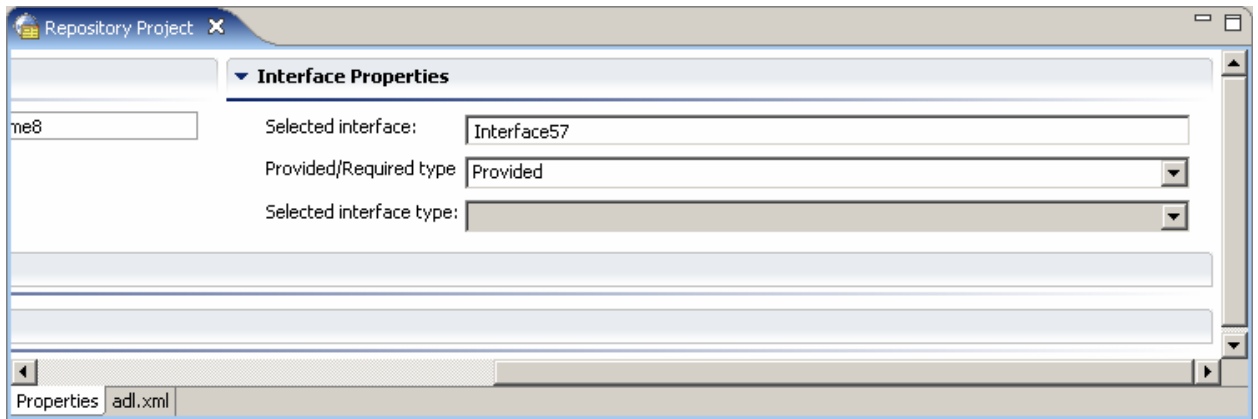 Repository Project
Interface Properties
me8
Selected interface: Interface57
Provided/Required type Provided
Selected interface type:
Properties adl.xml